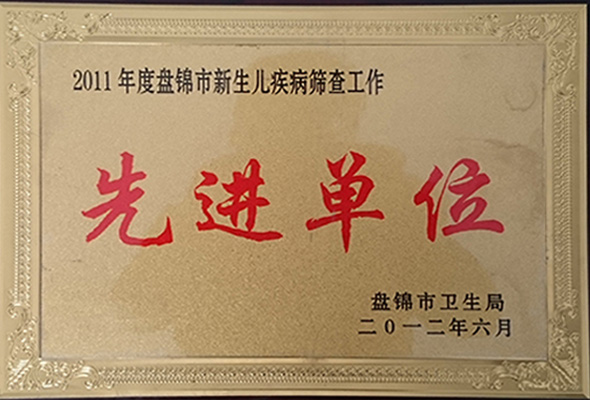 2011年度盘锦市新生儿疾病筛查工作
先进单位
盘锦市卫生局
二〇一二年六月